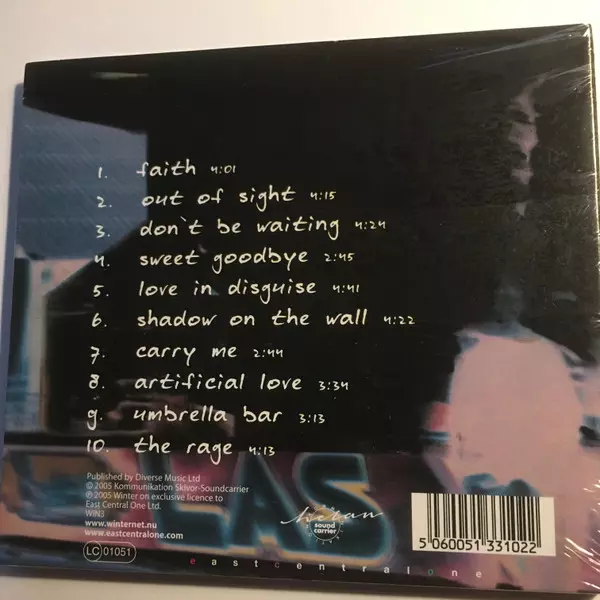 1. faith 4:01
2. out of sight 4:15
3. don't be waiting 4:24
4. sweet goodbye 2:45
5. love in disguise 4:41
6. shadow on the wall 4:22
7. carry me 2:44
8. artificial love 3:34
9. umbrella bar 3:13
10. the rage 4:13
Published by Diverse Music Ltd
© 2005 Kommunikation Skivor-Soundcarrier
℗ 2005 Winter on exclusive licence to
East Central One Ltd.
WIN3
www.winternet.nu
www.eastcentralone.com
LC 01051
sound
carrier
5 060051 331022
eastcentralone